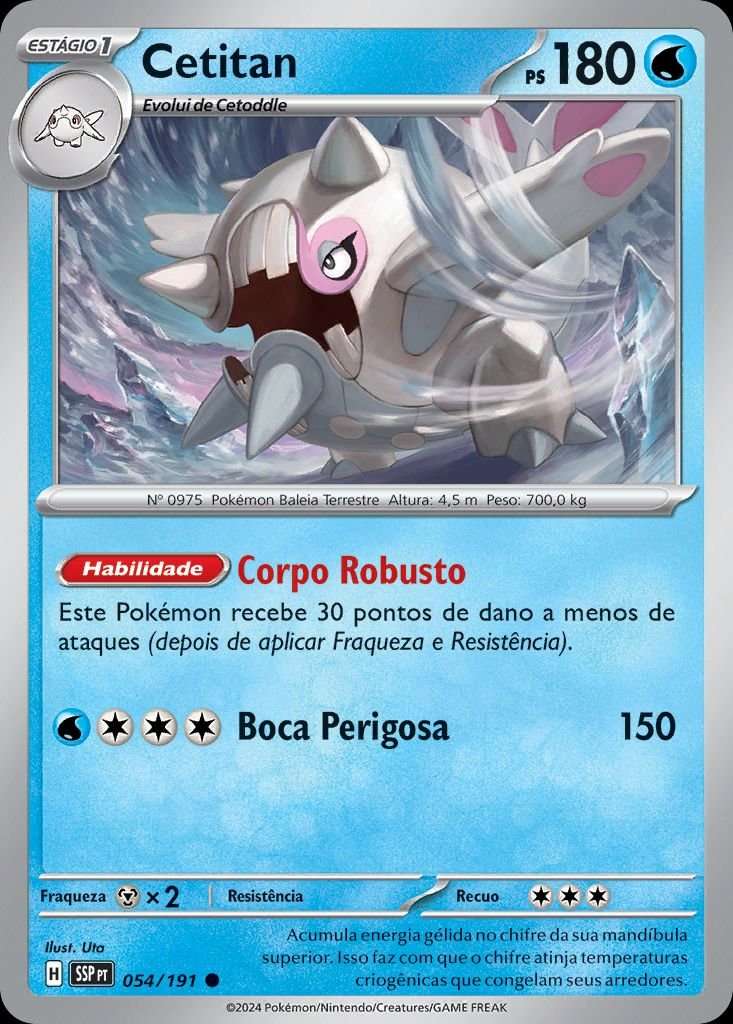 ESTÁGIO 1
Cetitan
PS 180
Evolui de Cetoddle
Nº 0975 Pokémon Baleia Terrestre Altura: 4,5 m Peso: 700,0 kg
Habilidade Corpo Robusto
Este Pokémon recebe 30 pontos de dano a menos de
ataques (depois de aplicar Fraqueza e Resistência).
Boca Perigosa 150
Fraqueza ×2 Resistência Recuo
Illust. Uta
Acumula energia gélida no chifre da sua mandíbula
superior. Isso faz com que o chifre atinja temperaturas
criogênicas que congelam seus arredores.
H SSP PT 054/191
©2024 Pokémon/Nintendo/Creatures/GAME FREAK